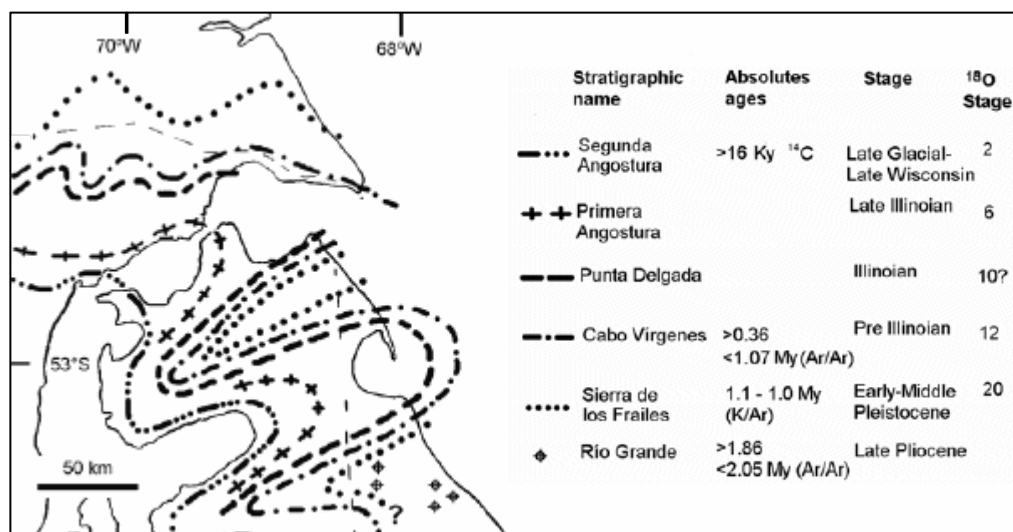 70°W
68°W
53°S
50 km
?
Stratigraphic name
Absolutes ages
Stage
18O Stage
Segunda Angostura
>16 Ky 14C
Late Glacial-
Late Wisconsin
2
Primera Angostura
Late Illinoian
6
Punta Delgada
Illinoian
10?
Cabo Virgenes
>0.36
<1.07 My (Ar/Ar)
Pre Illinoian
12
Sierra de los Frailes
1.1 - 1.0 My
(K/Ar)
Early-Middle
Pleistocene
20
Río Grande
>1.86
<2.05 My (Ar/Ar)
Late Pliocene